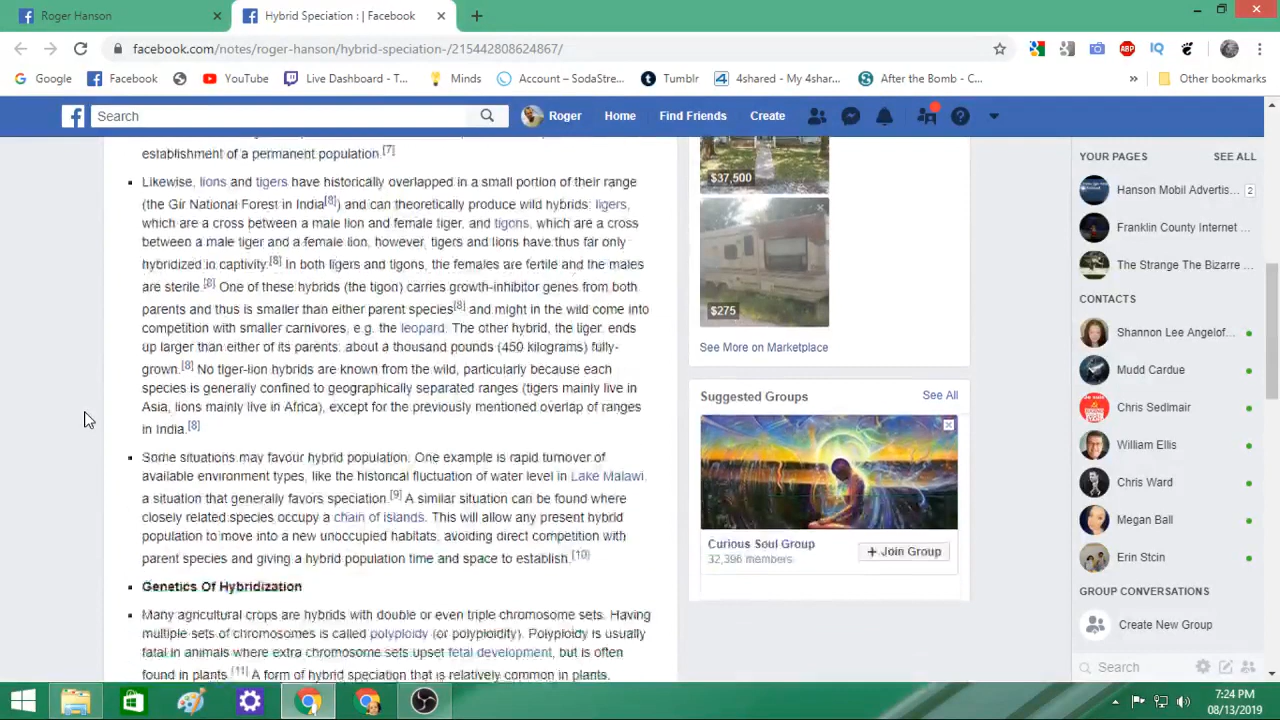 Roger Hanson
Hybrid Speciation : | Facebook
facebook.com/notes/roger-hanson/hybrid-speciation-/215442808624867/
ABP
IQ
Google
Facebook
YouTube
Live Dashboard - T...
Minds
Account – SodaStre...
Tumblr
4shared - My 4shar...
After the Bomb - C...
»
Other bookmarks
Search
Roger
Home
Find Friends
Create
establishment of a permanent population.[7]
Likewise, lions and tigers have historically overlapped in a small portion of their range
(the Gir National Forest in India[8]) and can theoretically produce wild hybrids: ligers,
which are a cross between a male lion and female tiger, and tigons, which are a cross
between a male tiger and a female lion, however, tigers and lions have thus far only
hybridized in captivity.[8] In both ligers and tigons, the females are fertile and the males
are sterile.[8] One of these hybrids (the tigon) carries growth-inhibitor genes from both
parents and thus is smaller than either parent species[8] and might in the wild come into
competition with smaller carnivores, e.g. the leopard. The other hybrid, the liger, ends
up larger than either of its parents: about a thousand pounds (450 kilograms) fully-
grown.[8] No tiger-lion hybrids are known from the wild, particularly because each
species is generally confined to geographically separated ranges (tigers mainly live in
Asia, lions mainly live in Africa), except for the previously mentioned overlap of ranges
in India.[8]
Some situations may favour hybrid population. One example is rapid turnover of
available environment types, like the historical fluctuation of water level in Lake Malawi,
a situation that generally favors speciation.[9] A similar situation can be found where
closely related species occupy a chain of islands. This will allow any present hybrid
population to move into a new unoccupied habitats, avoiding direct competition with
parent species and giving a hybrid population time and space to establish.[10]
Genetics Of Hybridization
Many agricultural crops are hybrids with double or even triple chromosome sets. Having
multiple sets of chromosomes is called polyploidy (or polyploidity). Polyploidy is usually
fatal in animals where extra chromosome sets upset fetal development, but is often
found in plants.[11] A form of hybrid speciation that is relatively common in plants,
$37,500
$275
See More on Marketplace
Suggested Groups
See All
Curious Soul Group
32,396 members
+ Join Group
YOUR PAGES
SEE ALL
Hanson Mobil Advertis...
2
Franklin County Internet ...
The Strange The Bizarre ...
CONTACTS
Shannon Lee Angelof...
Mudd Cardue
Chris Sedlmair
William Ellis
Chris Ward
Megan Ball
Erin Stzin
GROUP CONVERSATIONS
Create New Group
Search
7:24 PM
08/13/2019